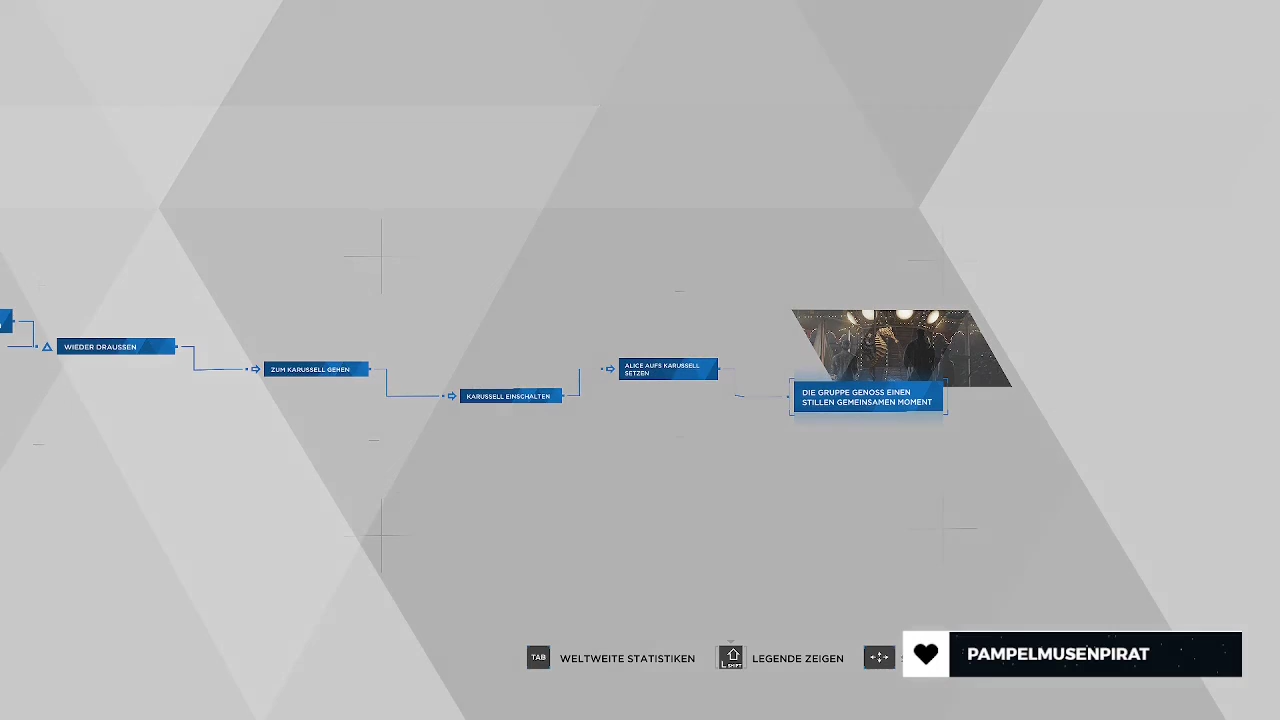 WIEDER DRAUSSEN
ZUM KARUSSELL GEHEN
KARUSSELL EINSCHALTEN
ALICE AUFS KARUSSELL
SETZEN
DIE GRUPPE GENOSS EINEN
STILLEN GEMEINSAMEN MOMENT
TAB WELTWEITE STATISTIKEN
L SHIFT LEGENDE ZEIGEN
PAMPELMUSENPIRAT